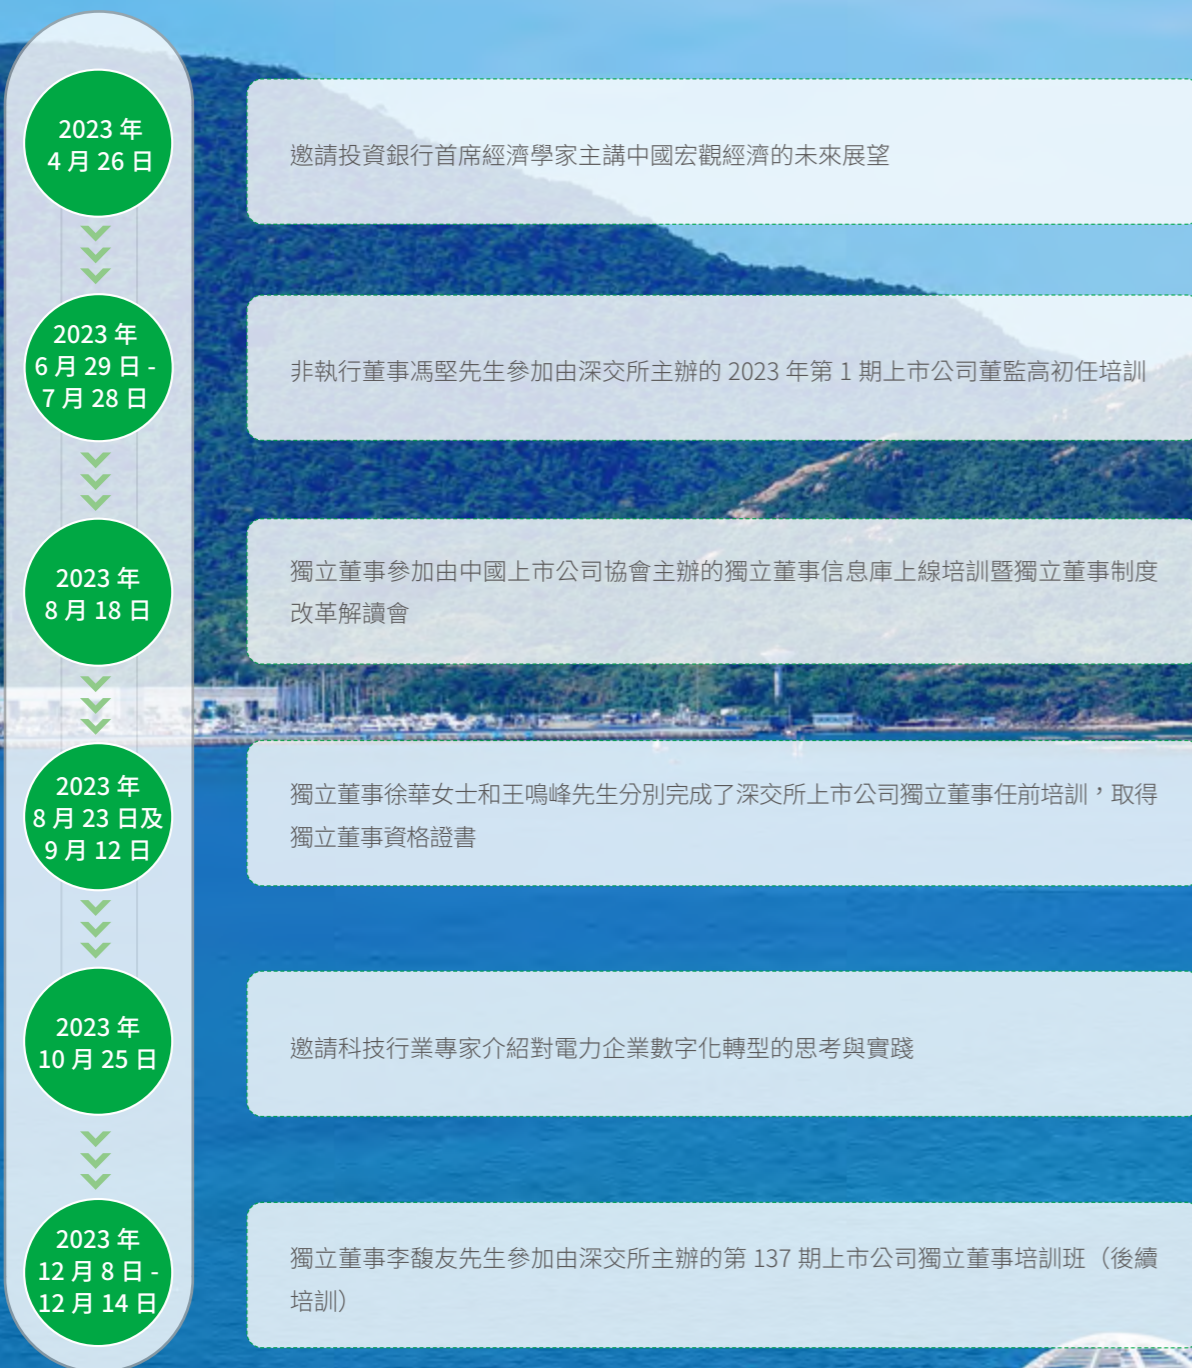 2023 年
4 月 26 日
邀請投資銀行首席經濟學家主講中國宏觀經濟的未來展望
2023 年
6 月 29 日 -
7 月 28 日
非執行董事馮堅先生參加由深交所主辦的 2023 年第 1 期上市公司董監高初任培訓
2023 年
8 月 18 日
獨立董事參加由中國上市公司協會主辦的獨立董事信息庫上線培訓暨獨立董事制度
改革解讀會
2023 年
8 月 23 日及
9 月 12 日
獨立董事徐華女士和王鳴峰先生分別完成了深交所上市公司獨立董事任前培訓，取得
獨立董事資格證書
2023 年
10 月 25 日
邀請科技行業專家介紹對電力企業數字化轉型的思考與實踐
2023 年
12 月 8 日 -
12 月 14 日
獨立董事李馥友先生參加由深交所主辦的第 137 期上市公司獨立董事培訓班（後續
培訓）